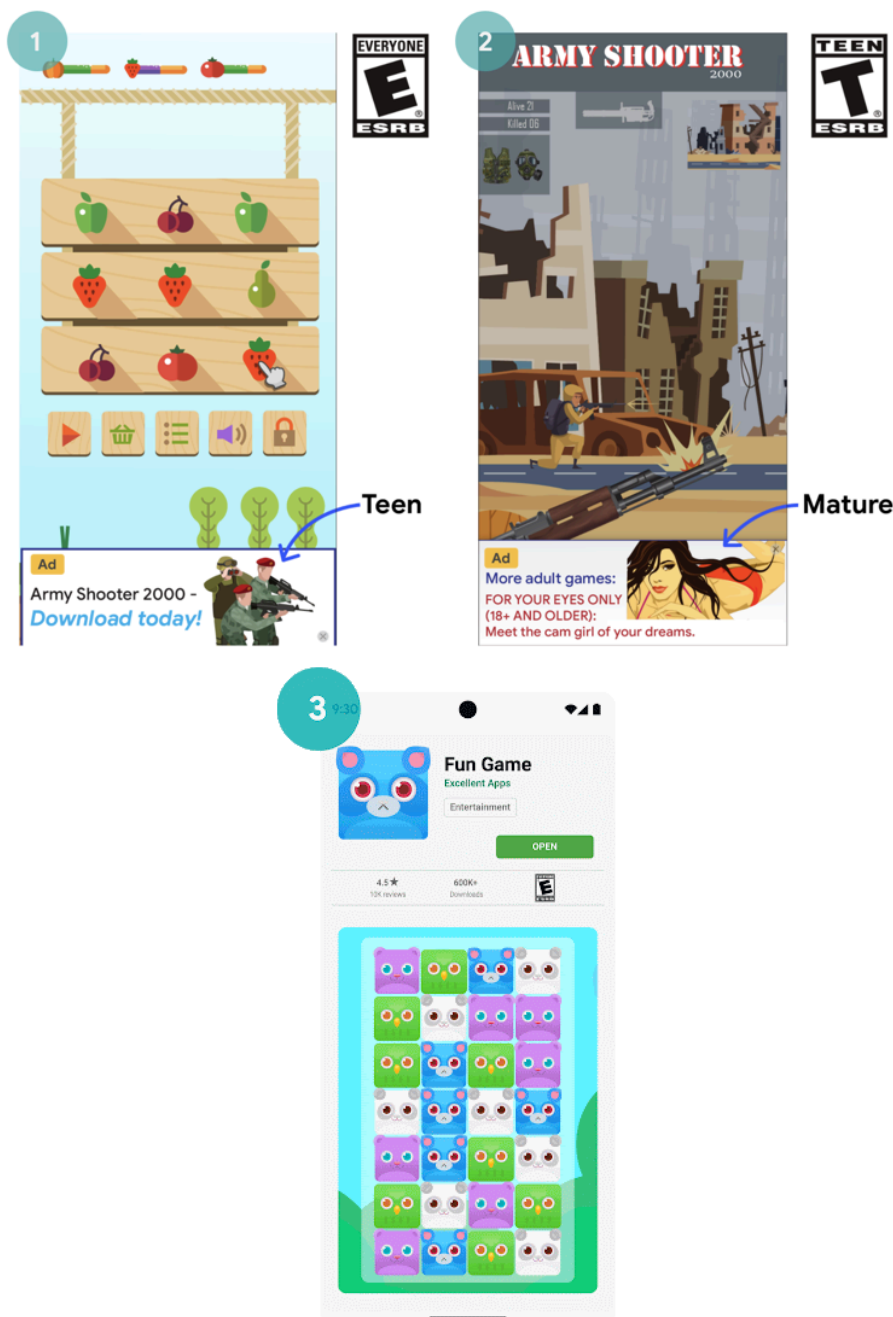 1
EVERYONE
E
ESRB
Ad
Army Shooter 2000 -
Download today!
Teen
2
ARMY SHOOTER
2000
Alive 21
Killed 06
TEEN
T
ESRB
Mature
Ad
More adult games:
FOR YOUR EYES ONLY
(18+ AND OLDER):
Meet the cam girl of your dreams.
3
9:30
Fun Game
Excellent Apps
Entertainment
OPEN
4.5★
10K reviews
600K+
Downloads
EVERYONE
E
ESRB